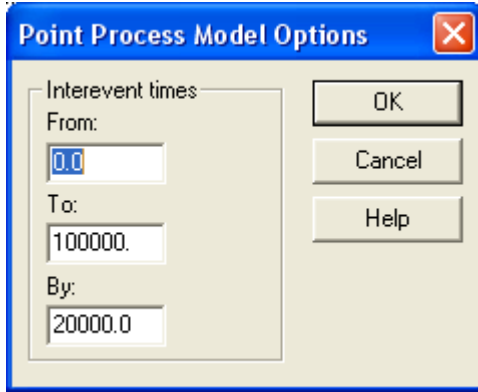 Point Process Model Options
Interevent times
From:
0.0
To:
100000.
By:
20000.0
OK
Cancel
Help